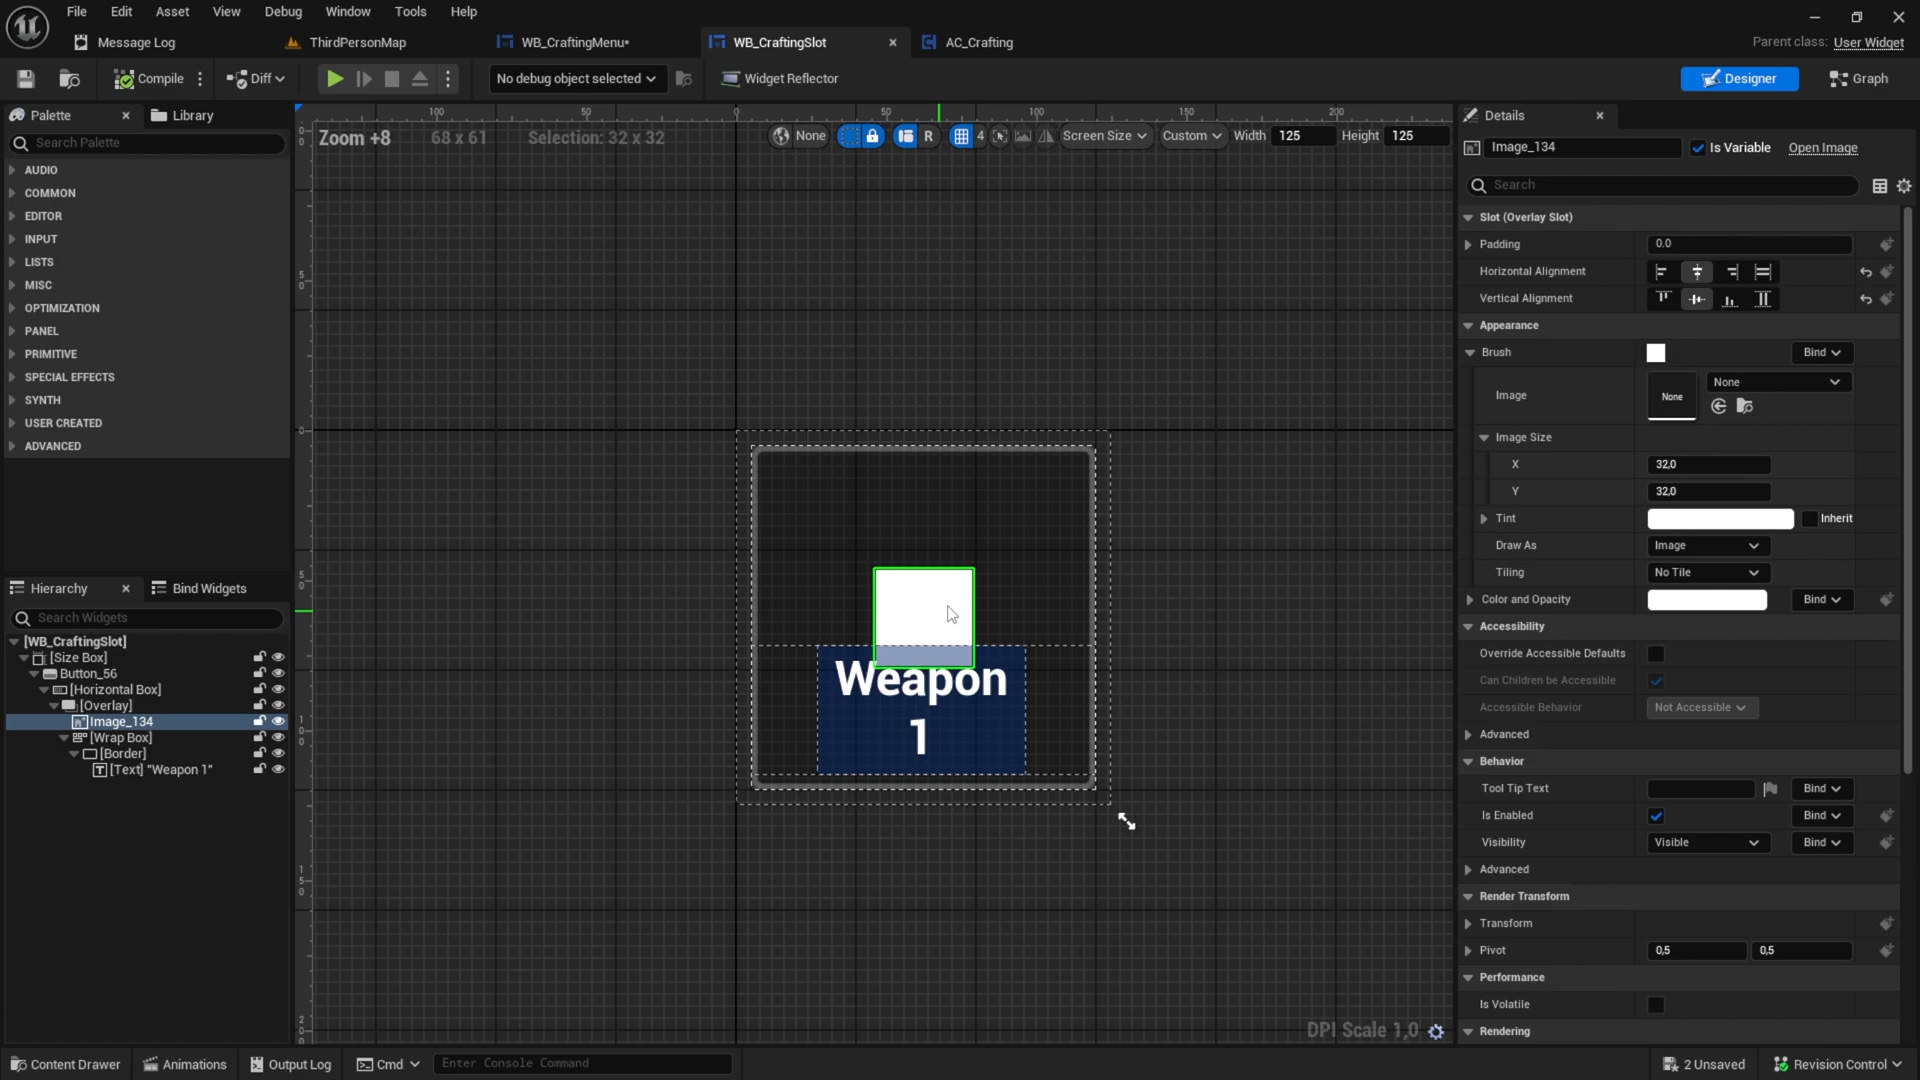 File Edit Asset View Debug Window Tools Help
Message Log ThirdPersonMap WB_CraftingMenu* WB_CraftingSlot AC_Crafting
Parent class: User Widget
Compile Diff No debug object selected Widget Reflector Designer Graph
Palette Library
Search Palette
AUDIO
COMMON
EDITOR
INPUT
LISTS
MISC
OPTIMIZATION
PANEL
PRIMITIVE
SPECIAL EFFECTS
SYNTH
USER CREATED
ADVANCED
Hierarchy Bind Widgets
Search Widgets
[WB_CraftingSlot]
[Size Box]
Button_56
[Horizontal Box]
[Overlay]
Image_134
[Wrap Box]
[Border]
[Text] "Weapon 1"
100 50 0 50 100 150 200
Zoom +8 68 x 61 Selection: 32 x 32
None R 4 Screen Size Custom Width 125 Height 125
Weapon
1
DPI Scale 1,0
Details
Image_134 Is Variable Open Image
Search
Slot (Overlay Slot)
Padding 0.0
Horizontal Alignment
Vertical Alignment
Appearance
Brush Bind
Image None None
Image Size
X 32,0
Y 32,0
Tint Inherit
Draw As Image
Tiling No Tile
Color and Opacity Bind
Accessibility
Override Accessible Defaults
Can Children be Accessible
Accessible Behavior Not Accessible
Advanced
Behavior
Tool Tip Text Bind
Is Enabled Bind
Visibility Visible Bind
Advanced
Render Transform
Transform
Pivot 0,5 0,5
Performance
Is Volatile
Rendering
Content Drawer Animations Output Log Cmd Enter Console Command 2 Unsaved Revision Control